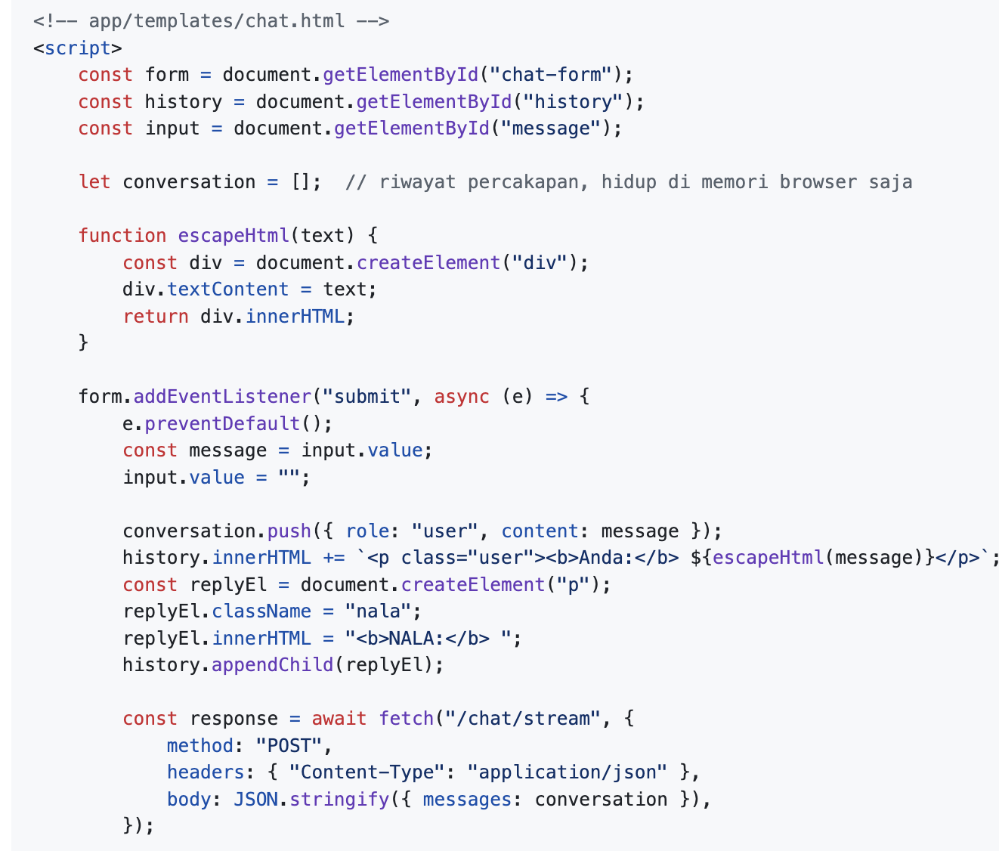 <!-- app/templates/chat.html -->
<script>
    const form = document.getElementById("chat-form");
    const history = document.getElementById("history");
    const input = document.getElementById("message");

    let conversation = [];  // riwayat percakapan, hidup di memori browser saja

    function escapeHtml(text) {
        const div = document.createElement("div");
        div.textContent = text;
        return div.innerHTML;
    }

    form.addEventListener("submit", async (e) => {
        e.preventDefault();
        const message = input.value;
        input.value = "";

        conversation.push({ role: "user", content: message });
        history.innerHTML += `<p class="user"><b>Anda:</b> ${escapeHtml(message)}</p>`;
        const replyEl = document.createElement("p");
        replyEl.className = "nala";
        replyEl.innerHTML = "<b>NALA:</b> ";
        history.appendChild(replyEl);

        const response = await fetch("/chat/stream", {
            method: "POST",
            headers: { "Content-Type": "application/json" },
            body: JSON.stringify({ messages: conversation }),
        });